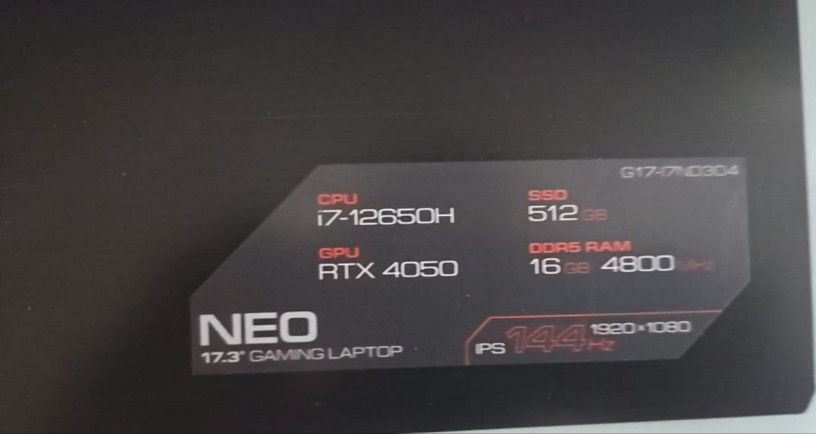 G17-I7N0304
CPU
i7-12650H
SSD
512 GB
GPU
RTX 4050
DDR5 RAM
16 GB 4800 MHz
NEO
17.3" GAMING LAPTOP
IPS 144 Hz 1920×1080